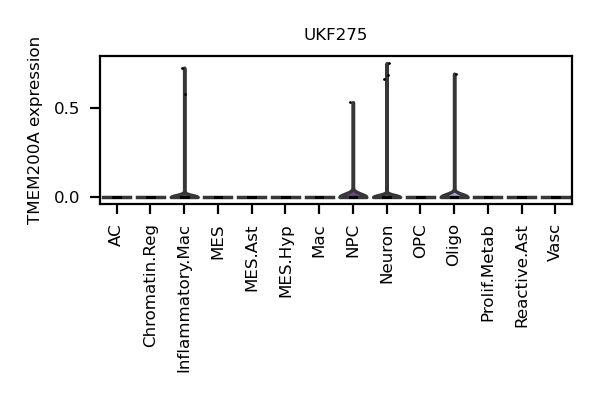 UKF275
TMEM200A expression
0.5
0.0
AC
Chromatin.Reg
Inflammatory.Mac
MES
MES.Ast
MES.Hyp
Mac
NPC
Neuron
OPC
Oligo
Prolif.Metab
Reactive.Ast
Vasc